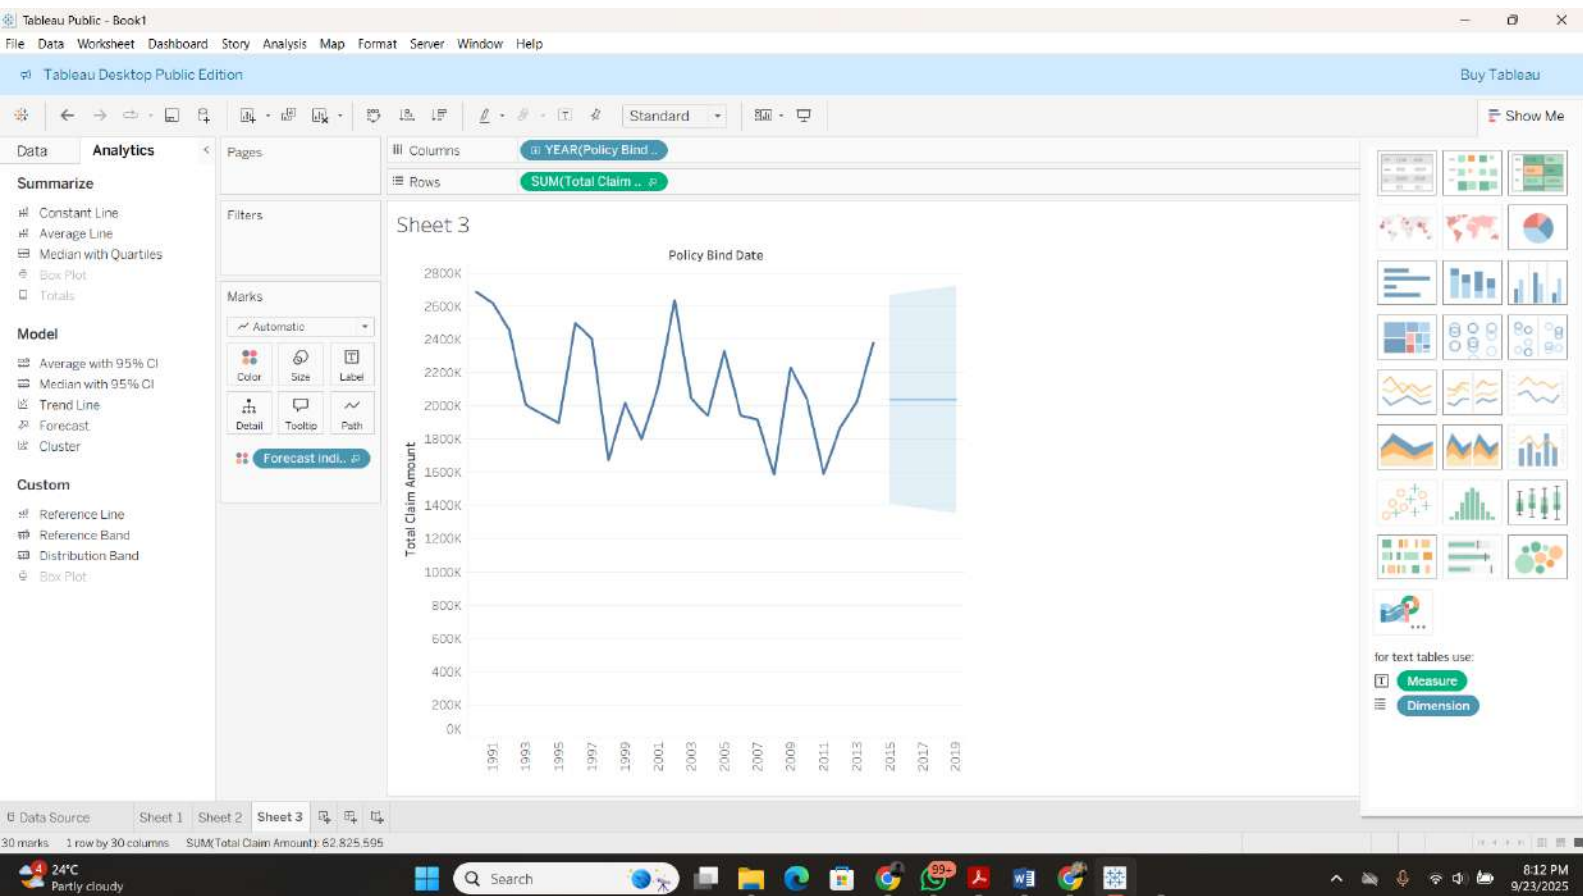 Tableau Public - Book1
File Data Worksheet Dashboard Story Analysis Map Format Server Window Help
Tableau Desktop Public Edition
Buy Tableau
Standard
Show Me
Data Analytics
Summarize
Constant Line
Average Line
Median with Quartiles
Box Plot
Totals
Model
Average with 95% CI
Median with 95% CI
Trend Line
Forecast
Cluster
Custom
Reference Line
Reference Band
Distribution Band
Box Plot
Pages
Filters
Marks
Automatic
Color Size Label
Detail Tooltip Path
Forecast Indi..
Columns
YEAR(Policy Bind ..
Rows
SUM(Total Claim ..
Sheet 3
Policy Bind Date
Total Claim Amount
2800K
2600K
2400K
2200K
2000K
1800K
1600K
1400K
1200K
1000K
800K
600K
400K
200K
0K
1991 1993 1995 1997 1999 2001 2003 2005 2007 2009 2011 2013 2015 2017 2019
for text tables use:
Measure
Dimension
Data Source Sheet 1 Sheet 2 Sheet 3
30 marks 1 row by 30 columns SUM(Total Claim Amount): 62,825,595
4
24°C
Partly cloudy
Search
99+
8:12 PM
9/23/2025